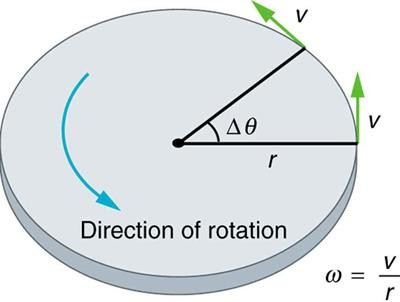 v
Δθ
v
r
Direction of rotation
ω = v/r